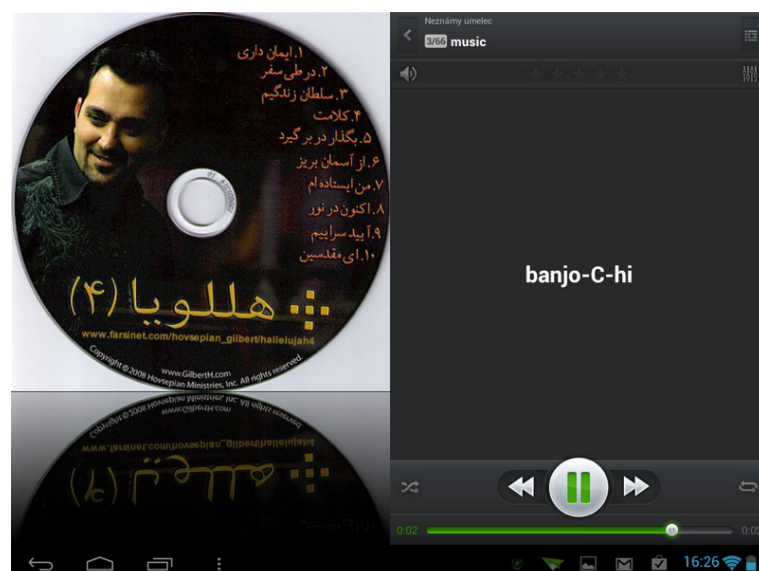 ۱. ایمان داری
۲. در طی سفر
۳. سلطان زندگیم
۴. کلامت
۵. بگذار در بر گیرد
۶. از آسمان بریز
۷. من ایستاده ام
۸. اکنون در نور
۹. آیید سراییم
۱۰. ای مقدسین
هللویا (۴)
www.farsinet.com/hovsepian_gilbert/hallelujah4
www.GilbertH.com
Copyright © 2008 Hovsepian Ministries, Inc. All rights reserved.
Neznámy umelec
3/66 music
banjo-C-hi
0:02
0:02
16:26